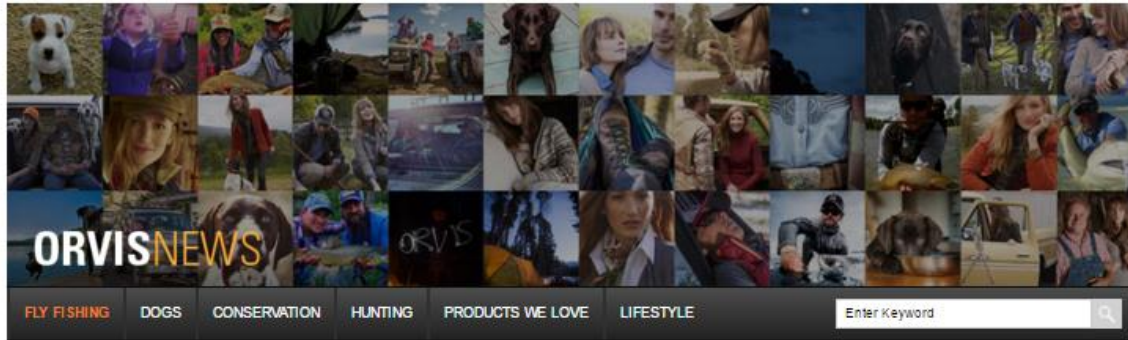 ORVIS
ORVISNEWS
FLY FISHING DOGS CONSERVATION HUNTING PRODUCTS WE LOVE LIFESTYLE Enter Keyword